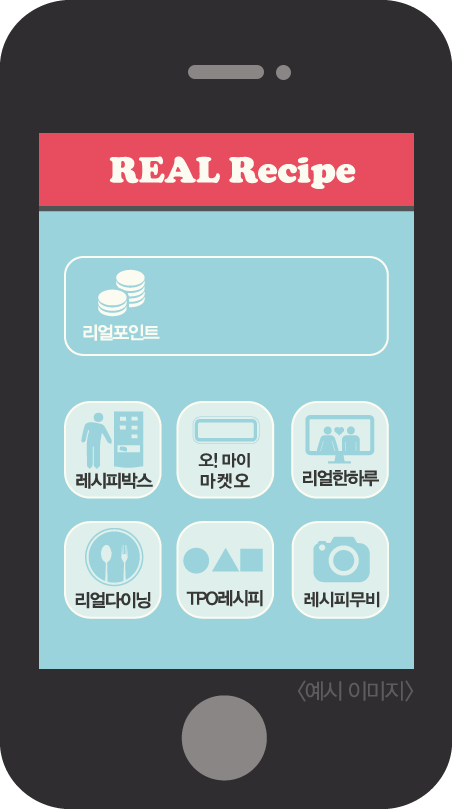 REAL Recipe
리얼포인트
레시피박스
오! 마이
마켓오
리얼한하루
리얼다이닝
TPO레시피
레시피무비
〈예시 이미지〉